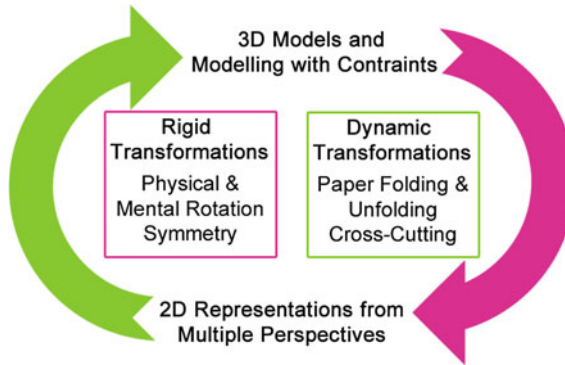 3D Models and
Modelling with Contraints
Rigid
Transformations
Physical &
Mental Rotation
Symmetry
Dynamic
Transformations
Paper Folding &
Unfolding
Cross-Cutting
2D Representations from
Multiple Perspectives